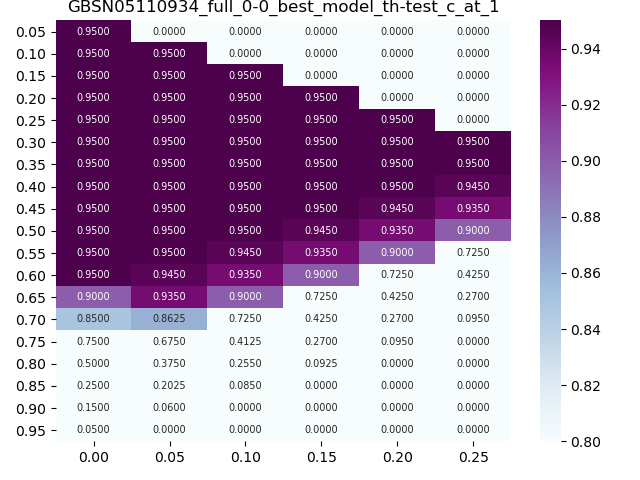 GBSN05110934_full_0-0_best_model_th-test_c_at_1
0.05 0.9500 0.0000 0.0000 0.0000 0.0000 0.0000
0.10 0.9500 0.9500 0.0000 0.0000 0.0000 0.0000
0.15 0.9500 0.9500 0.9500 0.0000 0.0000 0.0000
0.20 0.9500 0.9500 0.9500 0.9500 0.0000 0.0000
0.25 0.9500 0.9500 0.9500 0.9500 0.9500 0.0000
0.30 0.9500 0.9500 0.9500 0.9500 0.9500 0.9500
0.35 0.9500 0.9500 0.9500 0.9500 0.9500 0.9500
0.40 0.9500 0.9500 0.9500 0.9500 0.9500 0.9450
0.45 0.9500 0.9500 0.9500 0.9500 0.9450 0.9350
0.50 0.9500 0.9500 0.9500 0.9450 0.9350 0.9000
0.55 0.9500 0.9500 0.9450 0.9350 0.9000 0.7250
0.60 0.9500 0.9450 0.9350 0.9000 0.7250 0.4250
0.65 0.9000 0.9350 0.9000 0.7250 0.4250 0.2700
0.70 0.8500 0.8625 0.7250 0.4250 0.2700 0.0950
0.75 0.7500 0.6750 0.4125 0.2700 0.0950 0.0000
0.80 0.5000 0.3750 0.2550 0.0925 0.0000 0.0000
0.85 0.2500 0.2025 0.0850 0.0000 0.0000 0.0000
0.90 0.1500 0.0600 0.0000 0.0000 0.0000 0.0000
0.95 0.0500 0.0000 0.0000 0.0000 0.0000 0.0000
0.00 0.05 0.10 0.15 0.20 0.25
0.94
0.92
0.90
0.88
0.86
0.84
0.82
0.80